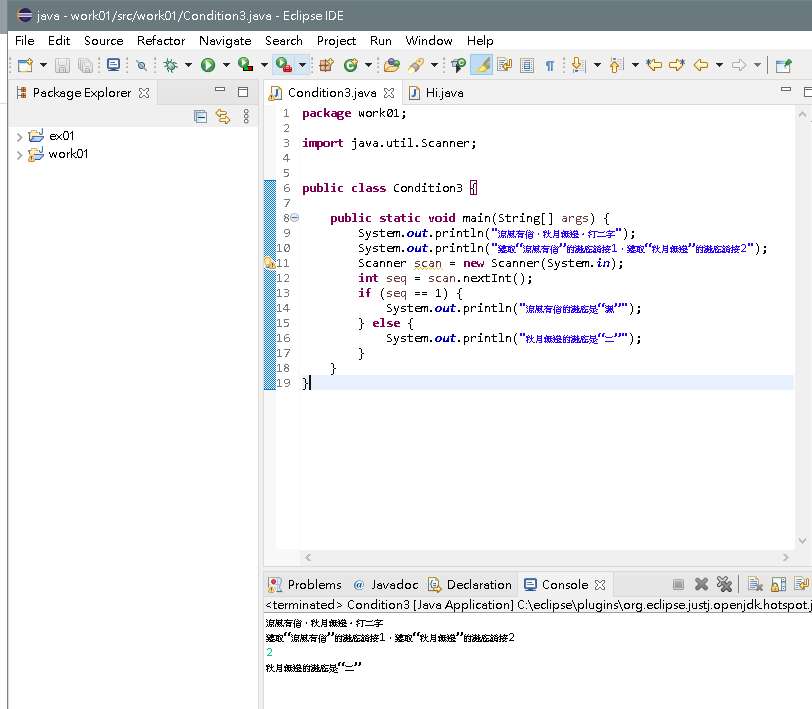 java - work01/src/work01/Condition3.java - Eclipse IDE
File Edit Source Refactor Navigate Search Project Run Window Help
Package Explorer
ex01
work01
Condition3.java Hi.java
1 package work01;
2
3 import java.util.Scanner;
4
5
6 public class Condition3 {
7
8 public static void main(String[] args) {
9 System.out.println("涼風有信，秋月無邊。打二字");
10 System.out.println("聽取“涼風有信”的謎底請按1，聽取“秋月無邊”的謎底請按2");
11 Scanner scan = new Scanner(System.in);
12 int seq = scan.nextInt();
13 if (seq == 1) {
14 System.out.println("涼風有信的謎底是“”");
15 } else {
16 System.out.println("秋月無邊的謎底是“二”");
17 }
18 }
19 }
Problems Javadoc Declaration Console
<terminated> Condition3 [Java Application] C:\eclipse\plugins\org.eclipse.justj.openjdk.hotspot.j
涼風有信，秋月無邊。打二字
聽取“涼風有信”的謎底請按1，聽取“秋月無邊”的謎底請按2
2
秋月無邊的謎底是“二”